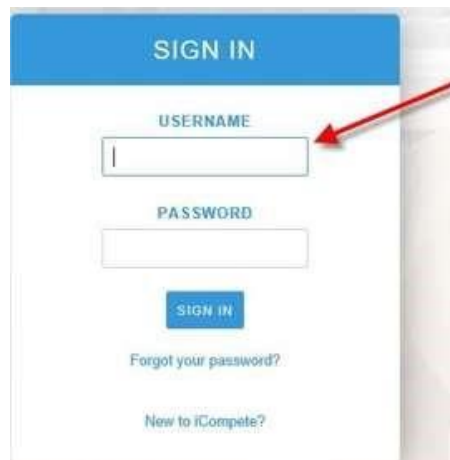 SIGN IN
USERNAME
PASSWORD
SIGN IN
Forgot your password?
New to iCompete?